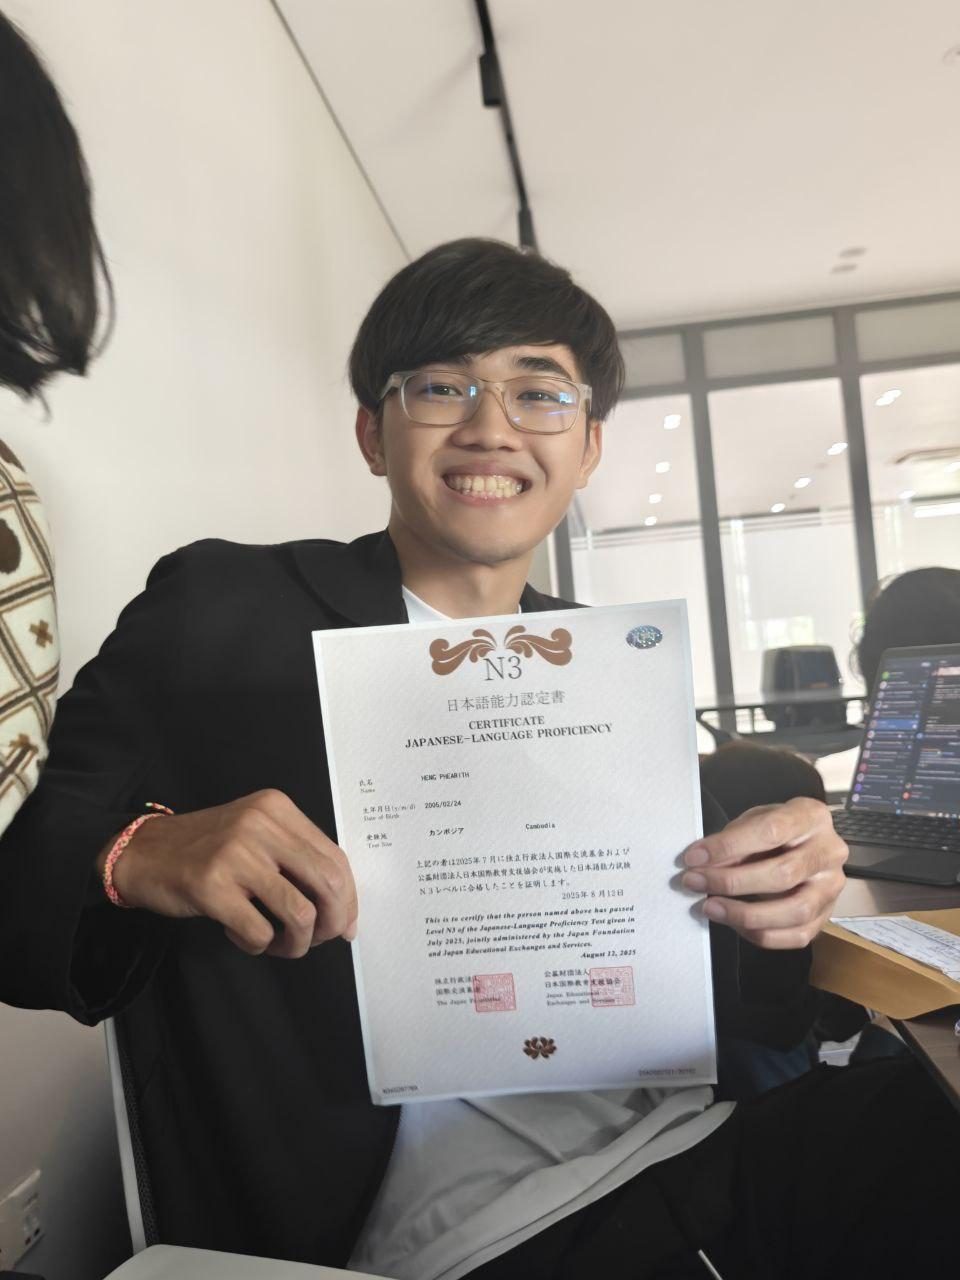 N3
日本語能力認定書
CERTIFICATE
JAPANESE-LANGUAGE PROFICIENCY
氏名
Name
HENG PHEARITH
生年月日(y/m/d)
Date of Birth
2005/02/24
受験地
Test Site
カンボジア
Cambodia
上記の者は2025年7月に独立行政法人国際交流基金および
公益財団法人日本国際教育支援協会が実施した日本語能力試験
N3レベルに合格したことを証明します。
2025年8月12日
This is to certify that the person named above has passed
Level N3 of the Japanese-Language Proficiency Test given in
July 2025, jointly administered by the Japan Foundation
and Japan Educational Exchanges and Services.
August 12, 2025
独立行政法人
国際交流基金
The Japan Foundation
公益財団法人
日本国際教育支援協会
Japan Educational
Exchanges and Services